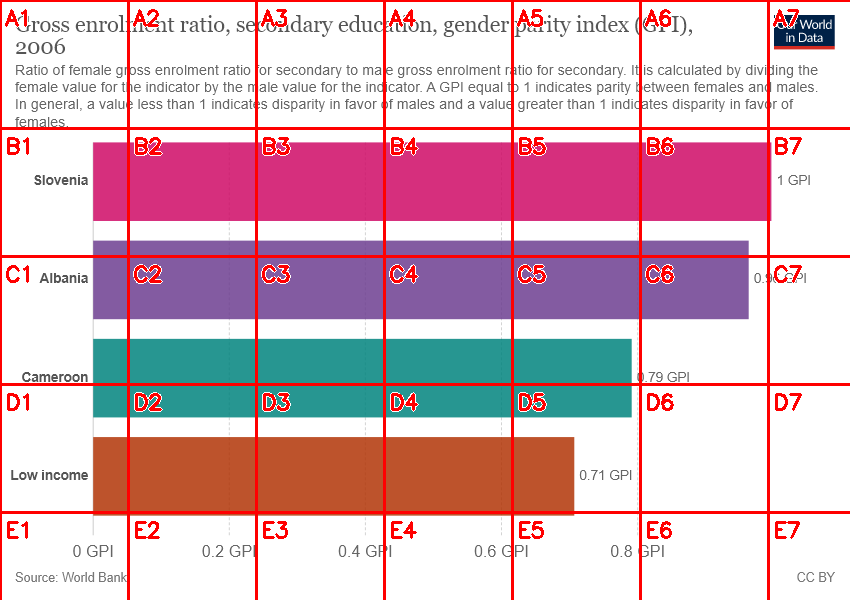 A1 A2 A3 A4 A5 A6 A7
Gross enrolment ratio, secondary education, gender parity index (GPI),
2006
Our World
in Data
Ratio of female gross enrolment ratio for secondary to male gross enrolment ratio for secondary. It is calculated by dividing the
female value for the indicator by the male value for the indicator. A GPI equal to 1 indicates parity between females and males.
In general, a value less than 1 indicates disparity in favor of males and a value greater than 1 indicates disparity in favor of
females.
B1 B2 B3 B4 B5 B6 B7
Slovenia 1 GPI
C1 C2 C3 C4 C5 C6 C7
Albania 0.96 GPI
Cameroon 0.79 GPI
D1 D2 D3 D4 D5 D6 D7
Low income 0.71 GPI
E1 E2 E3 E4 E5 E6 E7
0 GPI 0.2 GPI 0.4 GPI 0.6 GPI 0.8 GPI
Source: World Bank CC BY